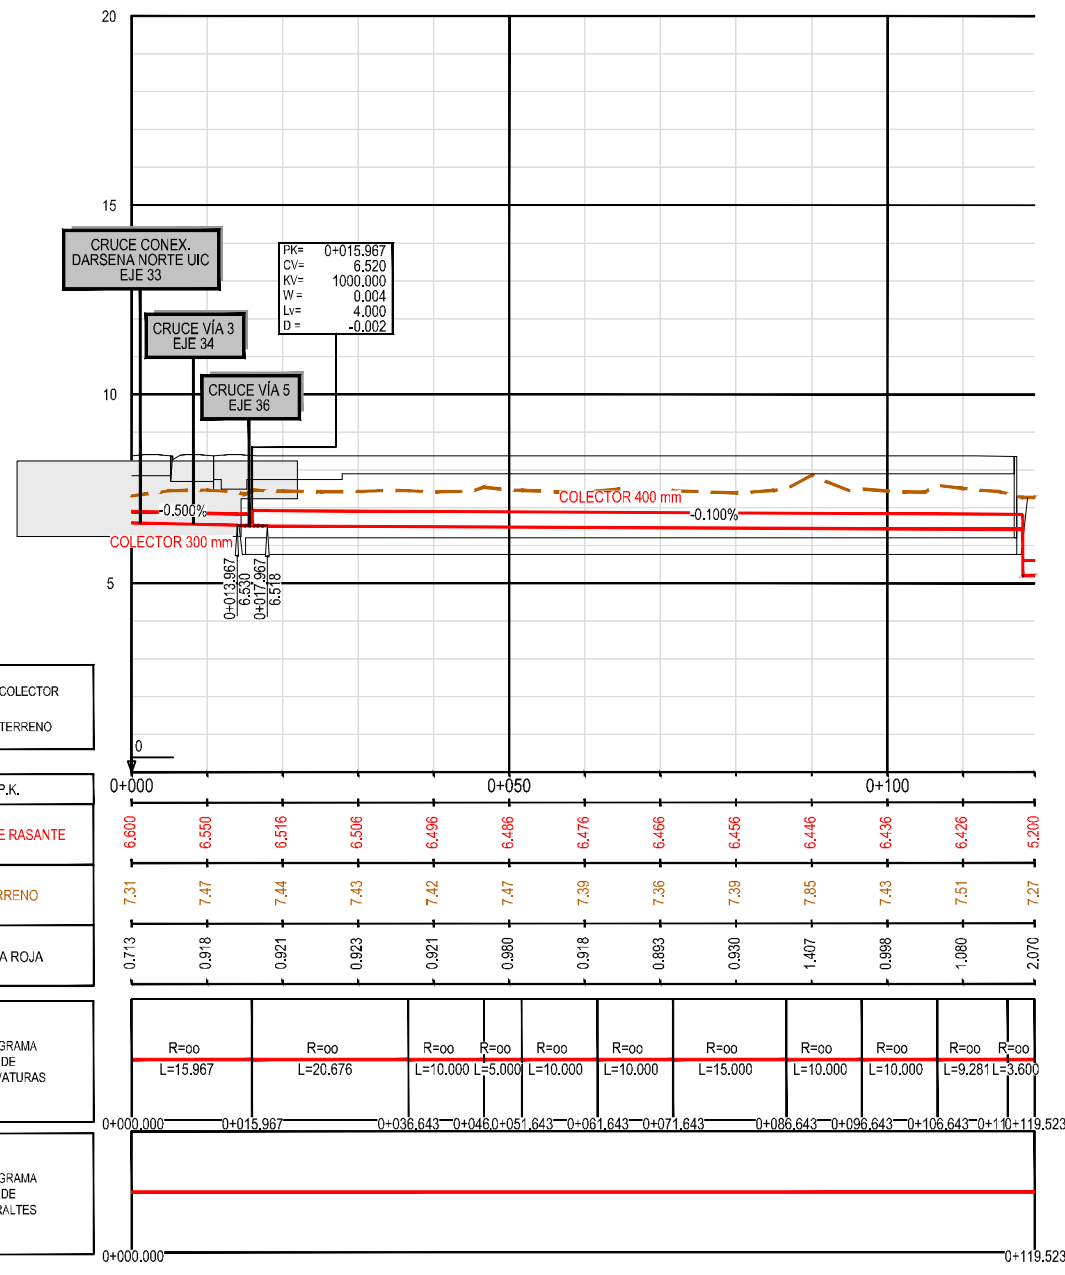 20
15
10
5
0
CRUCE CONEX.
DARSENA NORTE UIC
EJE 33
CRUCE VÍA 3
EJE 34
CRUCE VÍA 5
EJE 36
PK= 0+015.967
CV= 6.520
KV= 1000.000
W = 0.004
Lv= 4.000
D = -0.002
-0.500%
COLECTOR 300 mm
COLECTOR 400 mm
-0.100%
0+013.967
6.530
0+017.967
6.518
COLECTOR
TERRENO
P.K.
0+000 0+050 0+100
E RASANTE
6.600 6.550 6.516 6.506 6.496 6.486 6.476 6.466 6.456 6.446 6.436 6.426 5.200
RRENO
7.31 7.47 7.44 7.43 7.42 7.47 7.39 7.36 7.39 7.85 7.43 7.51 7.27
A ROJA
0.713 0.918 0.921 0.923 0.921 0.980 0.918 0.893 0.930 1.407 0.998 1.080 2.070
GRAMA
DE
VATURAS
R=oo R=oo R=oo R=oo R=oo R=oo R=oo R=oo R=oo R=oo R=oo
L=15.967 L=20.676 L=10.000 L=5.000 L=10.000 L=10.000 L=15.000 L=10.000 L=10.000 L=9.281 L=3.600
0+000.000 0+015.967 0+036.643 0+046. 0+051.643 0+061.643 0+071.643 0+086.643 0+096.643 0+106.643 0+11 0+119.523
GRAMA
DE
RALTES
0+000.000 0+119.523